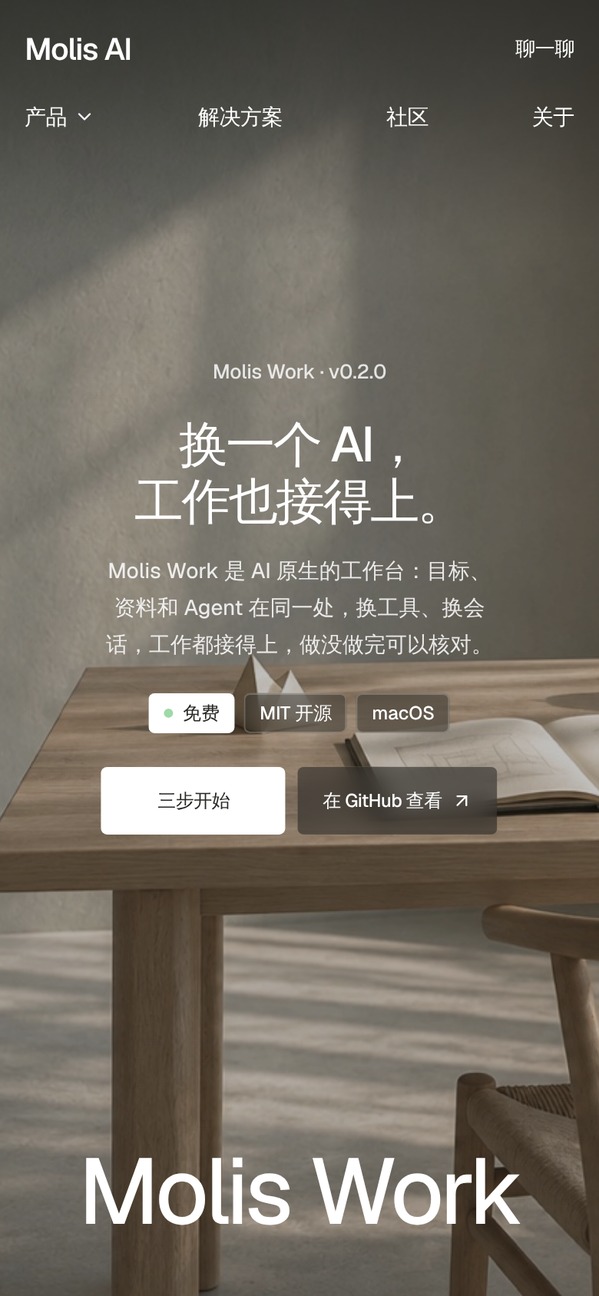 Molis AI
聊一聊
产品
解决方案
社区
关于
Molis Work · v0.2.0
换一个 AI，
工作也接得上。
Molis Work 是 AI 原生的工作台：目标、
资料和 Agent 在同一处，换工具、换会
话，工作都接得上，做没做完可以核对。
免费
MIT 开源
macOS
三步开始
在 GitHub 查看
Molis Work